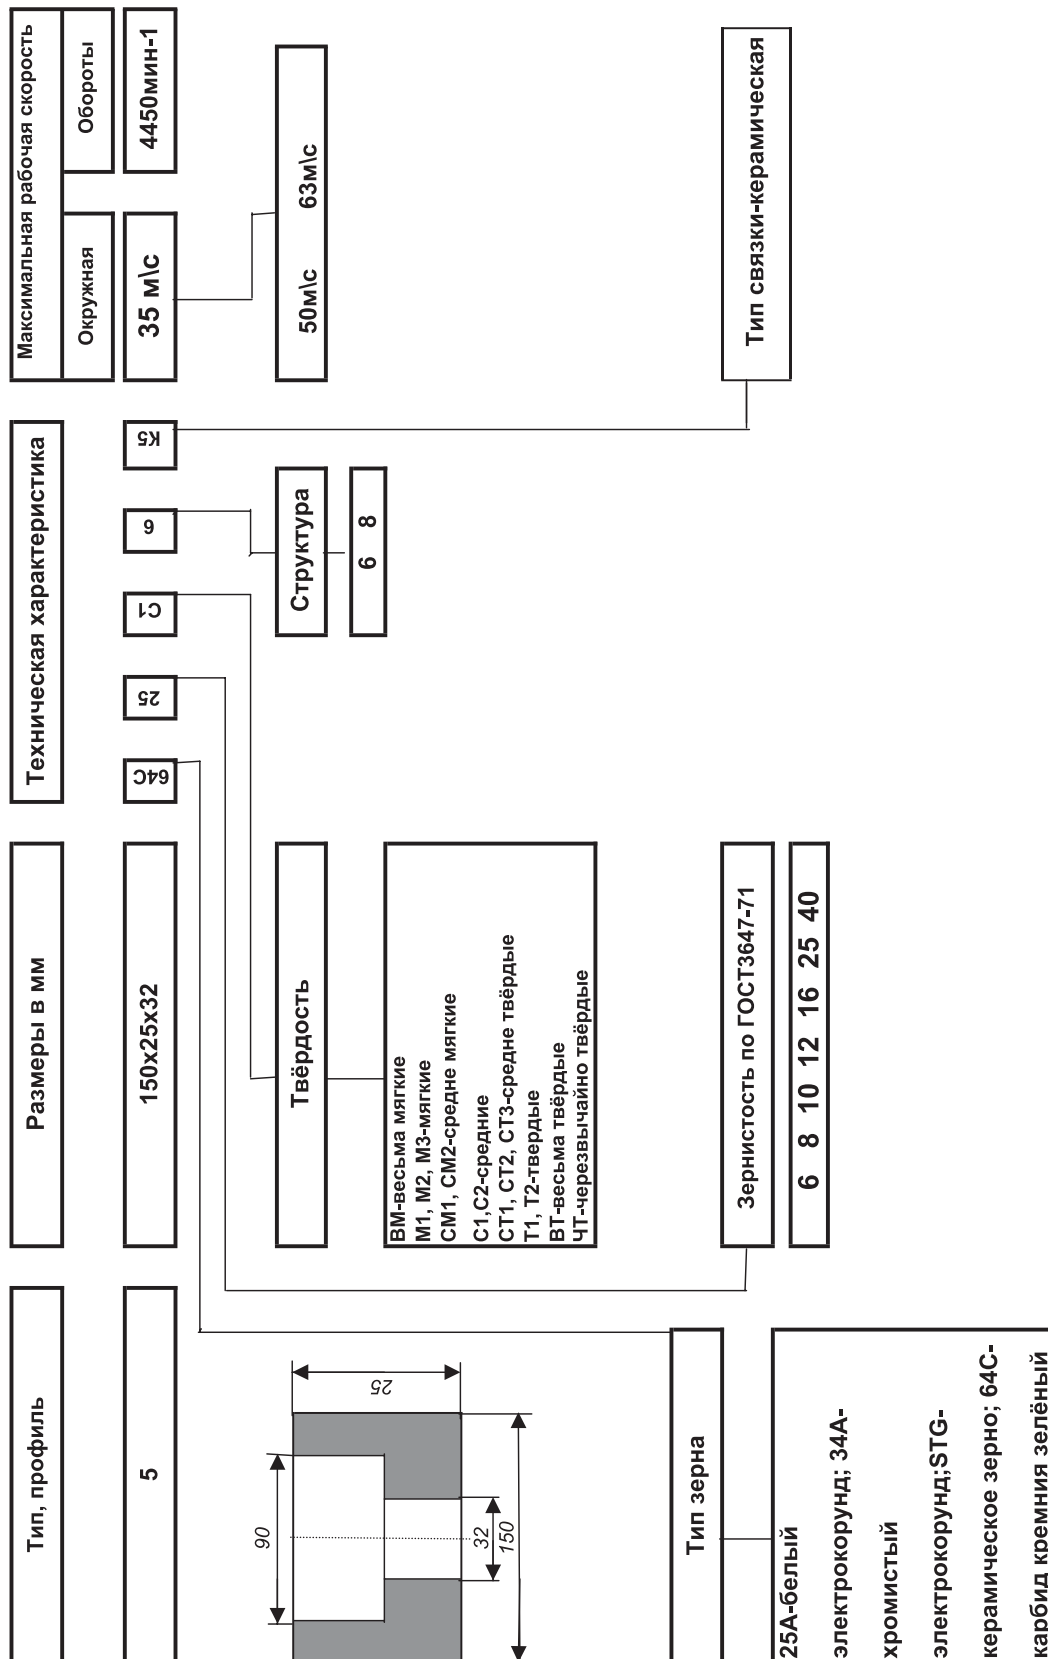 Тип, профиль
Размеры в мм
Техническая характеристика
Максимальная рабочая скорость
Окружная
Обороты
5
150x25x32
64С
25
С1
6
К5
35 м\с
4450мин-1
50м\с 63м\с
90
25
32
150
Твёрдость
ВМ-весьма мягкие
М1, М2, М3-мягкие
СМ1, СМ2-средне мягкие
С1,С2-средние
СТ1, СТ2, СТ3-средне твёрдые
Т1, Т2-твердые
ВТ-весьма твёрдые
ЧТ-черезвычайно твёрдые
Структура
6 8
Тип зерна
25А-белый
электрокорунд; 34А-
хромистый
электрокорунд;STG-
керамическое зерно; 64С-
карбид кремния зелёный
Зернистость по ГОСТ3647-71
6 8 10 12 16 25 40
Тип связки-керамическая